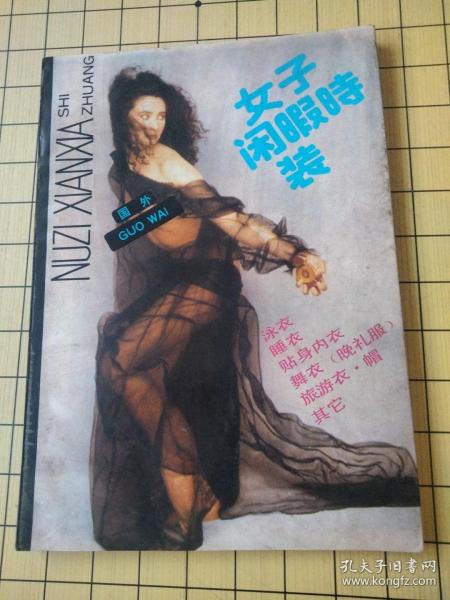 NUZI XIANXIA SHI ZHUANG
女子
闲暇時
装
国外
GUO WAI
泳衣
睡衣
贴身内衣
舞衣（晚礼服）
旅游衣·帽
其它
孔夫子旧书网
www.kongfz.com